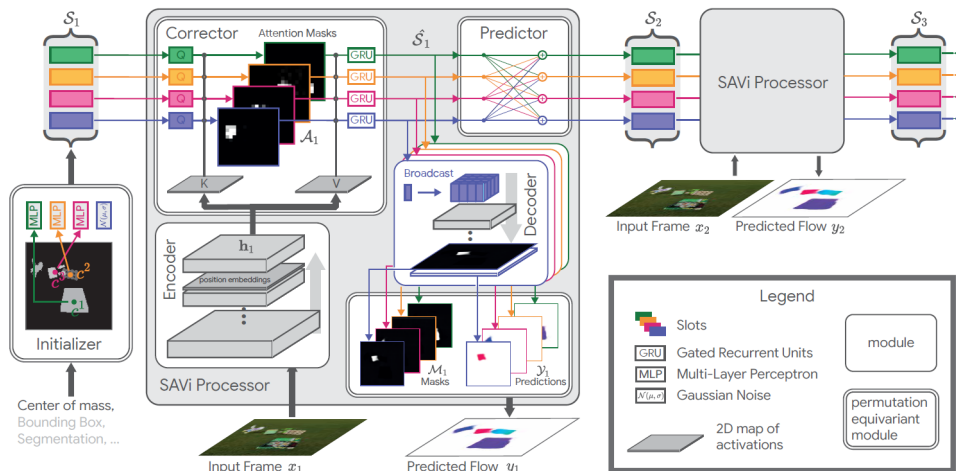 S₁
Corrector
Attention Masks
Ŝ₁
Predictor
S₂
S₃
Q
Q
Q
Q
GRU
GRU
GRU
GRU
A₁
K
V
SAVi Processor
MLP
MLP
MLP
N(μ,σ)
c³
c²
c¹
Initializer
Center of mass,
Bounding Box,
Segmentation, ...
Encoder
h₁
position embeddings
SAVi Processor
Broadcast
Decoder
M₁
Masks
Y₁
Predictions
Input Frame x₁
Predicted Flow y₁
Input Frame x₂
Predicted Flow y₂
Legend
Slots
GRU
Gated Recurrent Units
MLP
Multi-Layer Perceptron
N(μ,σ)
Gaussian Noise
2D map of
activations
module
permutation
equivariant
module